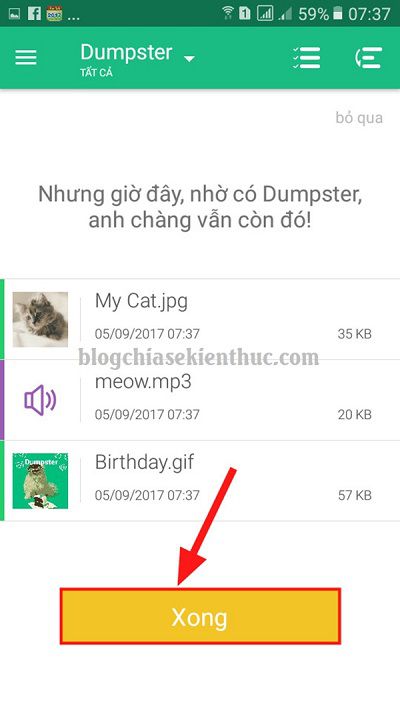 ... 59% 07:37
Dumpster
TẤT CẢ
bỏ qua
Nhưng giờ đây, nhờ có Dumpster,
anh chàng vẫn còn đó!
My Cat.jpg
05/09/2017 07:37 35 KB
blogchiasekienthuc.com
meow.mp3
05/09/2017 07:37 20 KB
Dumpster
Birthday.gif
05/09/2017 07:37 57 KB
Xong